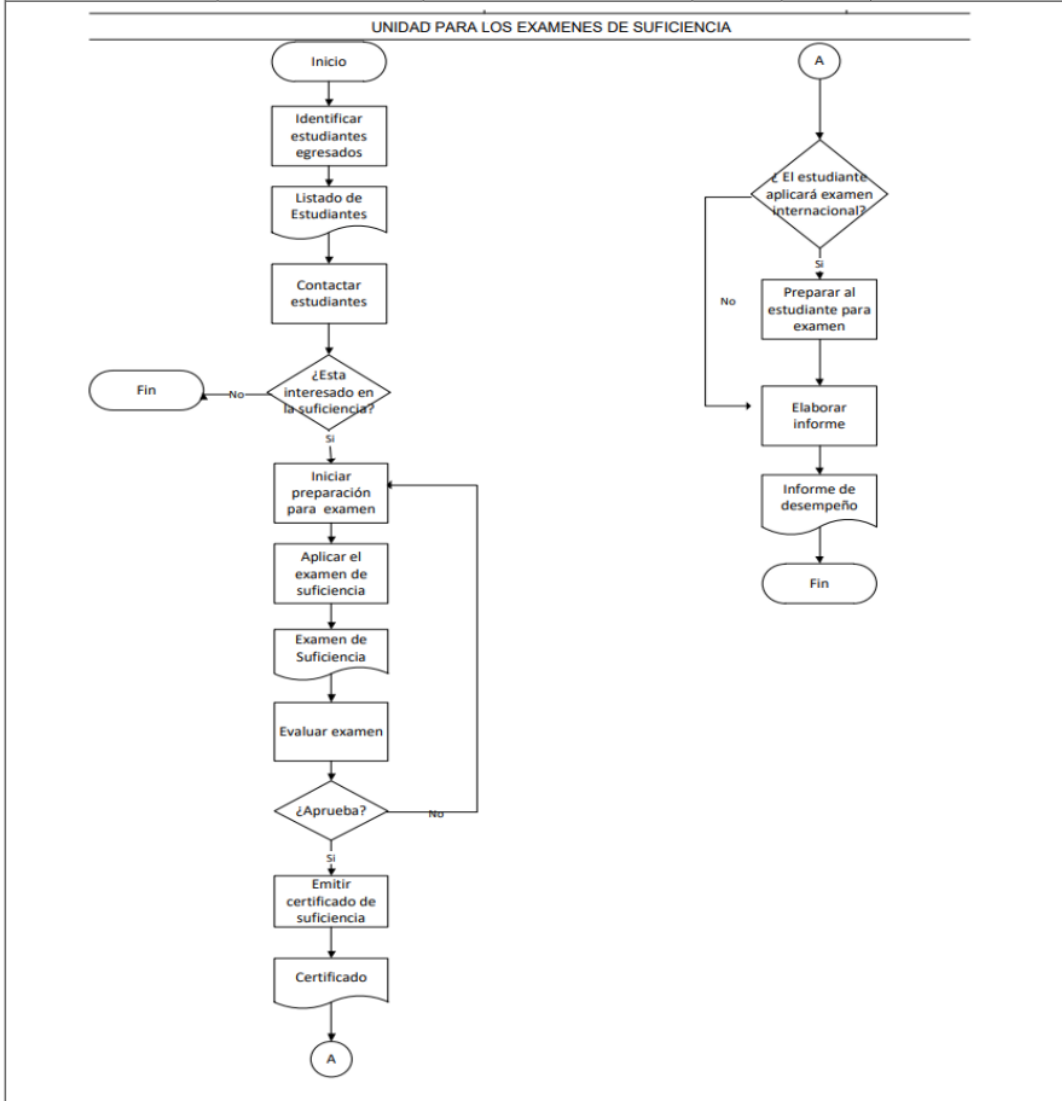 UNIDAD PARA LOS EXAMENES DE SUFICIENCIA
Inicio
Identificar
estudiantes
egresados
Listado de
Estudiantes
Contactar
estudiantes
¿Esta
interesado en
la suficiencia?
No
Fin
Si
Iniciar
preparación
para examen
Aplicar el
examen de
suficiencia
Examen de
Suficiencia
Evaluar examen
¿Aprueba?
No
Si
Emitir
certificado de
suficiencia
Certificado
A
A
¿ El estudiante
aplicará examen
internacional?
Si
No
Preparar al
estudiante para
examen
Elaborar
informe
Informe de
desempeño
Fin